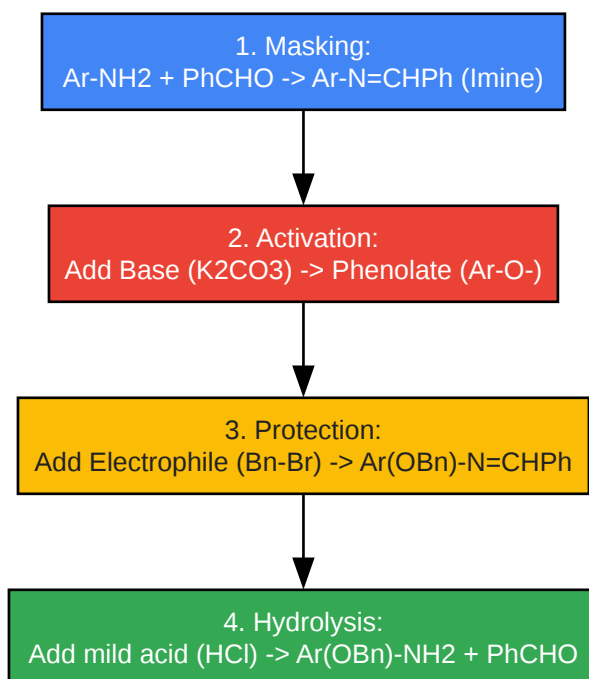 1. Masking:
Ar-NH2 + PhCHO -> Ar-N=CHPh (Imine)
2. Activation:
Add Base (K2CO3) -> Phenolate (Ar-O-)
3. Protection:
Add Electrophile (Bn-Br) -> Ar(OBn)-N=CHPh
4. Hydrolysis:
Add mild acid (HCl) -> Ar(OBn)-NH2 + PhCHO